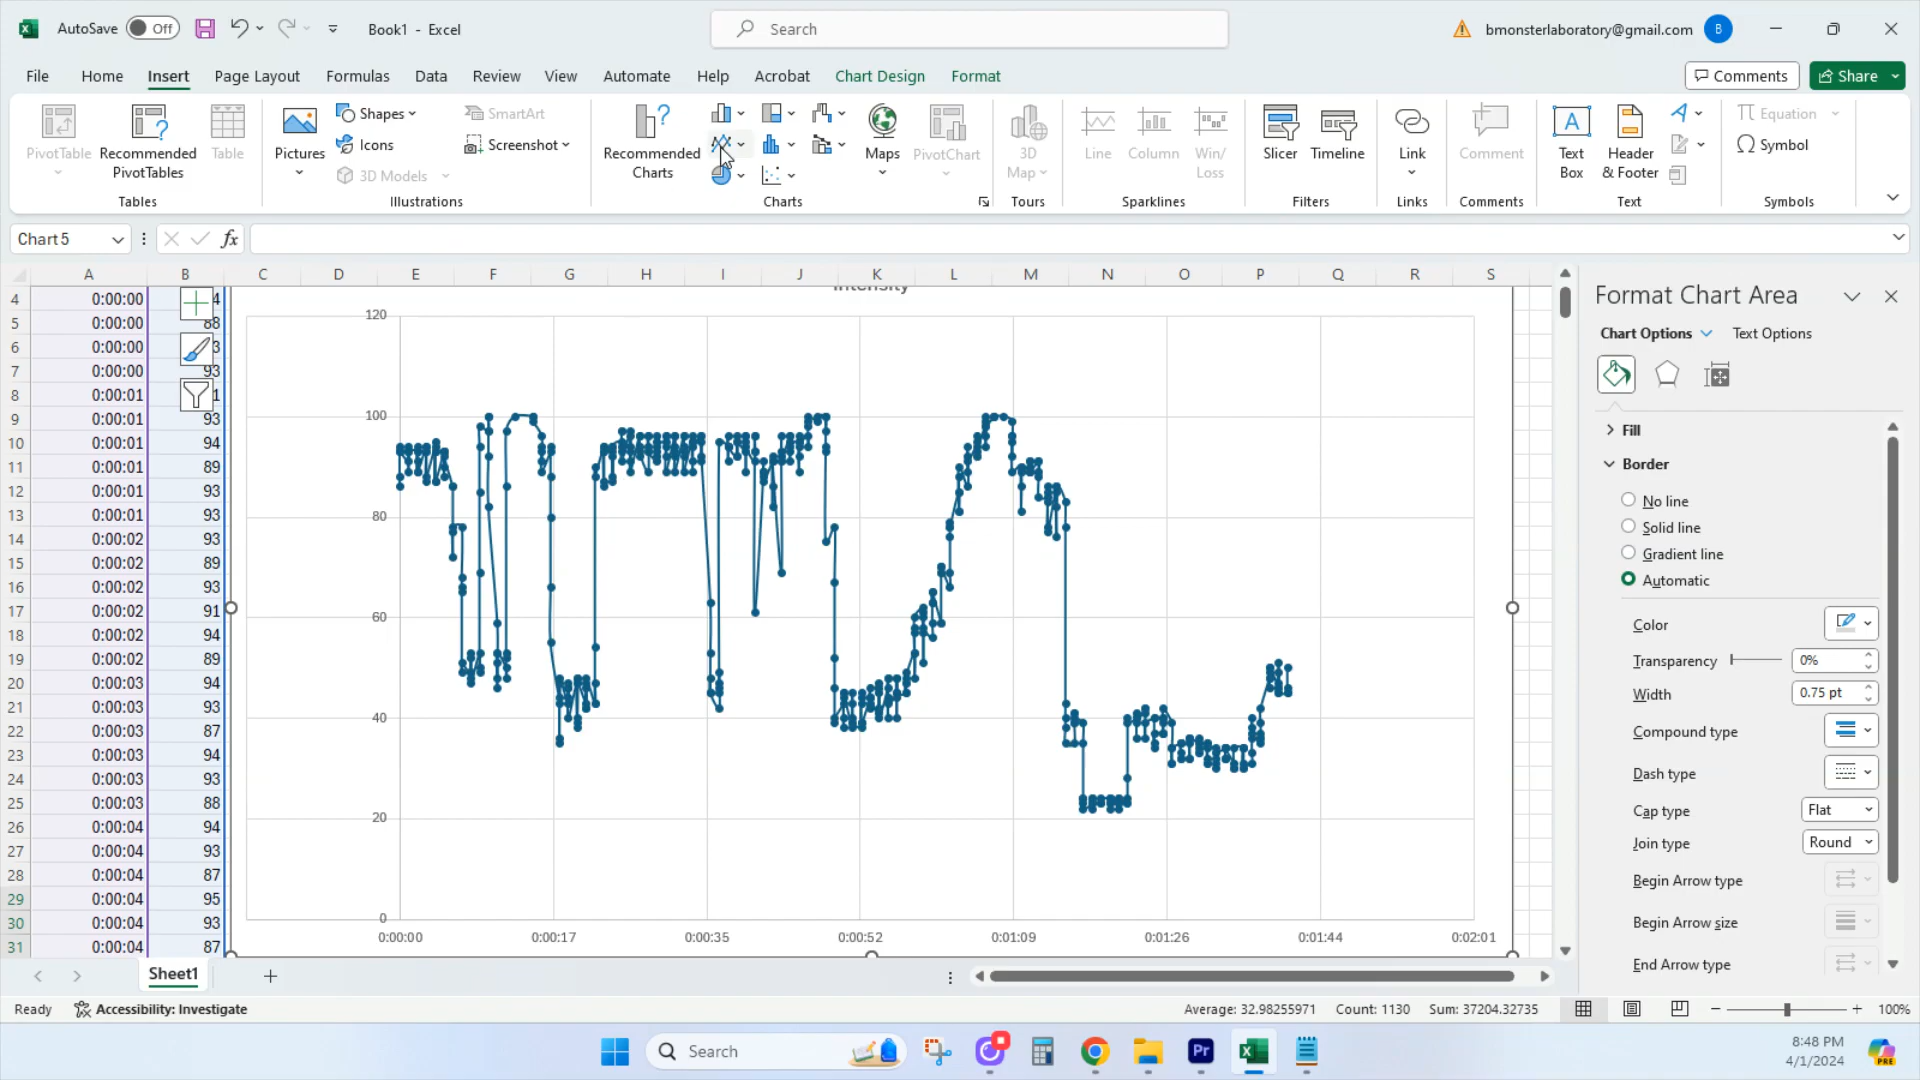 AutoSave Off Book1 - Excel Search bmonsterlaboratory@gmail.com B
File Home Insert Page Layout Formulas Data Review View Automate Help Acrobat Chart Design Format Comments Share
PivotTable Recommended PivotTables Table Pictures Shapes Icons 3D Models SmartArt Screenshot Recommended Charts Maps PivotChart 3D Map Line Column Win/Loss Slicer Timeline Link Comment Text Box Header & Footer Equation Symbol
Tables Illustrations Charts Tours Sparklines Filters Links Comments Text Symbols
Chart 5 fx
A B C D E F G H I J K L M N O P Q R S
4 0:00:00 4
5 0:00:00 88
6 0:00:00 3
7 0:00:00 93
8 0:00:01 1
9 0:00:01 93
10 0:00:01 94
11 0:00:01 89
12 0:00:01 93
13 0:00:01 93
14 0:00:02 93
15 0:00:02 89
16 0:00:02 93
17 0:00:02 91
18 0:00:02 94
19 0:00:02 89
20 0:00:03 94
21 0:00:03 93
22 0:00:03 87
23 0:00:03 94
24 0:00:03 93
25 0:00:03 88
26 0:00:04 94
27 0:00:04 93
28 0:00:04 87
29 0:00:04 95
30 0:00:04 93
31 0:00:04 87
Intensity
120
100
80
60
40
20
0
0:00:00 0:00:17 0:00:35 0:00:52 0:01:09 0:01:26 0:01:44 0:02:01
Format Chart Area
Chart Options Text Options
Fill
Border
No line
Solid line
Gradient line
Automatic
Color
Transparency 0%
Width 0.75 pt
Compound type
Dash type
Cap type Flat
Join type Round
Begin Arrow type
Begin Arrow size
End Arrow type
Sheet1
Ready Accessibility: Investigate Average: 32.98255971 Count: 1130 Sum: 37204.32735 100%
Search Pr 8:48 PM
4/1/2024 PRE